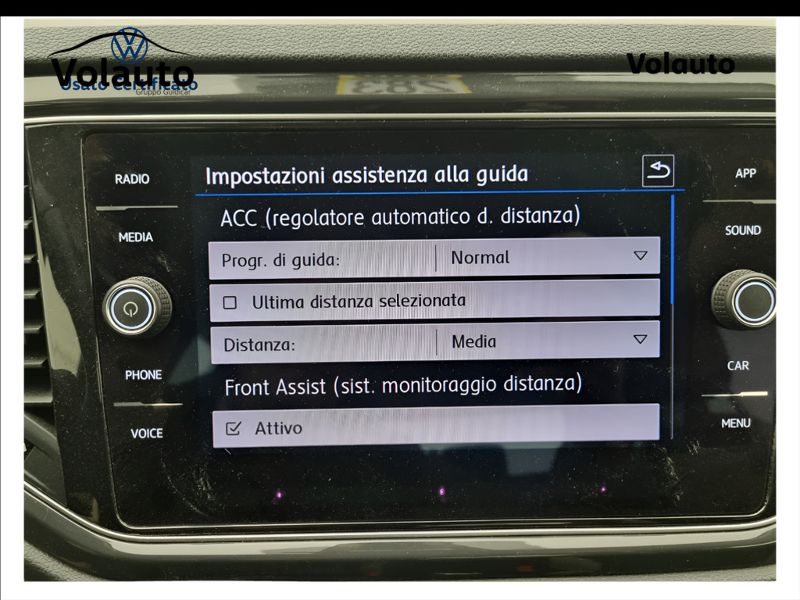 Volauto
Usato Certificato
Gruppo Guidicar
Volauto
RADIO
MEDIA
PHONE
VOICE
Impostazioni assistenza alla guida
ACC (regolatore automatico d. distanza)
Progr. di guida: Normal
Ultima distanza selezionata
Distanza: Media
Front Assist (sist. monitoraggio distanza)
Attivo
APP
SOUND
CAR
MENU